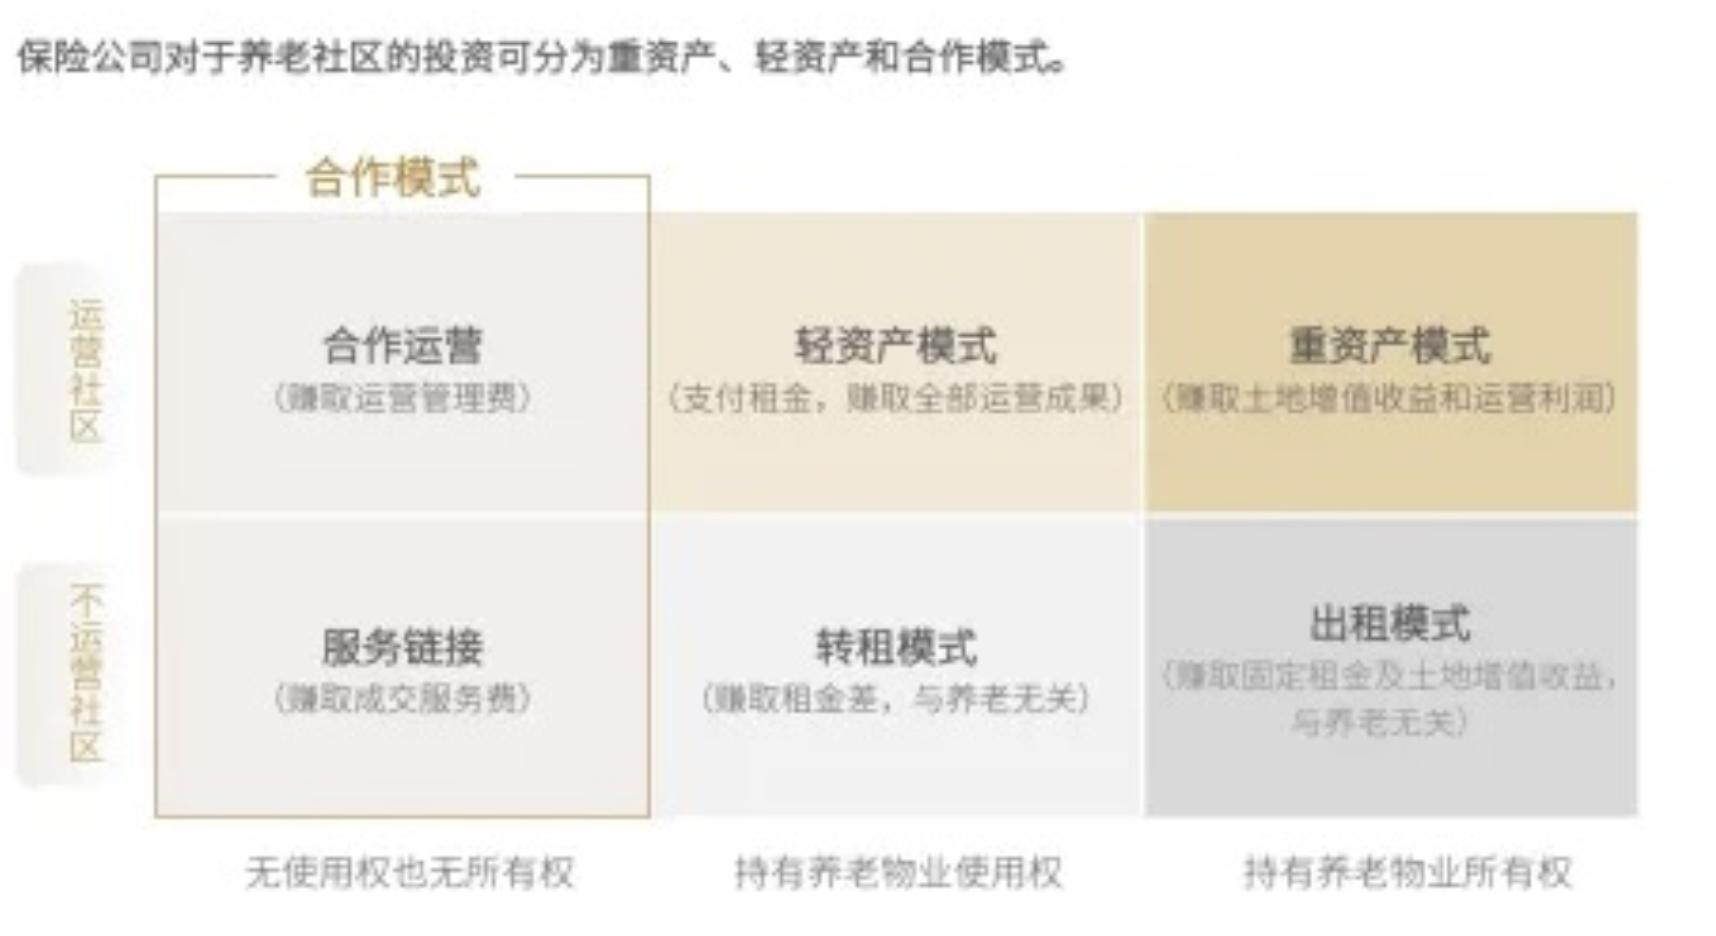 保险公司对于养老社区的投资可分为重资产、轻资产和合作模式。
合作模式
运营社区
合作运营
（赚取运营管理费）
轻资产模式
（支付租金，赚取全部运营成果）
重资产模式
（赚取土地增值收益和运营利润）
不运营社区
服务链接
（赚取成交服务费）
转租模式
（赚取租金差，与养老无关）
出租模式
（赚取固定租金及土地增值收益，
与养老无关）
无使用权也无所有权
持有养老物业使用权
持有养老物业所有权